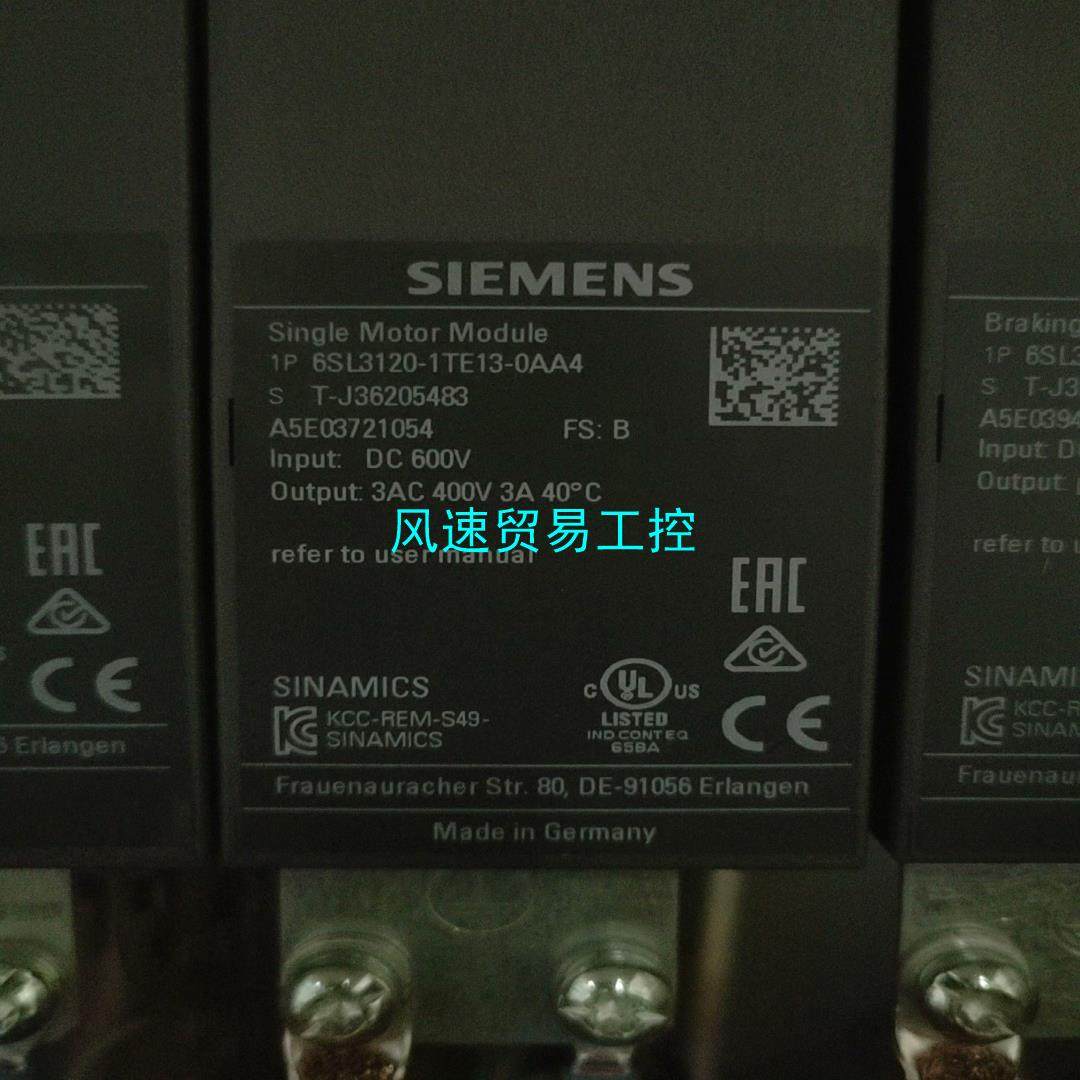 SIEMENS
Single Motor Module
1P 6SL3120-1TE13-0AA4
S T-J36205483
A5E03721054 FS: B
Input: DC 600V
Output: 3AC 400V 3A 40°C
风速贸易工控
refer to user manual
EAC
SINAMICS
KCC-REM-S49-
SINAMICS
C UL US
LISTED
IND CONT EQ
65BA
CE
Frauenauracher Str. 80, DE-91056 Erlangen
Made in Germany
EAC
CE
Erlangen
Braking
1P 6SL3
S T-J3
A5E0394
Input: D
Output:
refer to
SINAMI
KCC-R
SINAM
Frauenau